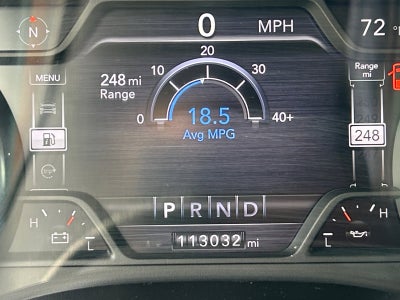 N
0 MPH
72 °
MENU
Range
mi
248 mi
Range
0 10 20 30 40+
18.5
Avg MPG
248
P R N D
H L
113032 mi
H L